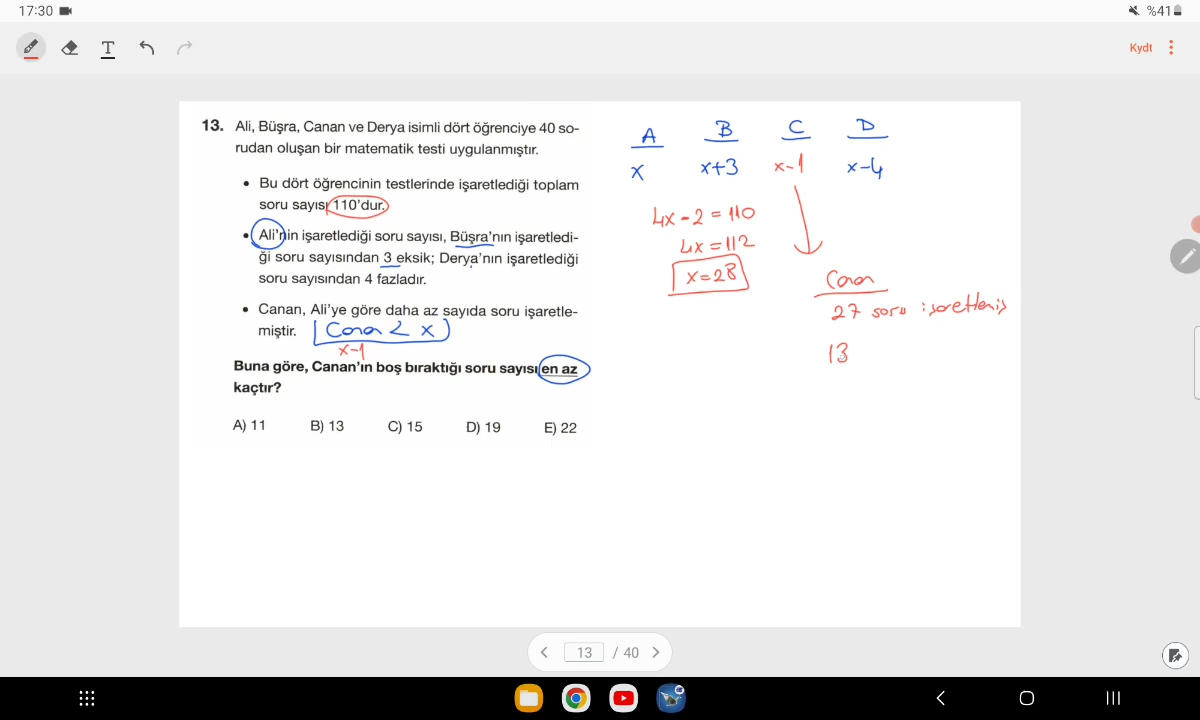 17:30
%41
T
Kydt
13. Ali, Büşra, Canan ve Derya isimli dört öğrenciye 40 so-
rudan oluşan bir matematik testi uygulanmıştır.
• Bu dört öğrencinin testlerinde işaretlediği toplam
soru sayısı 110'dur.
• Ali'nin işaretlediği soru sayısı, Büşra'nın işaretledi-
ği soru sayısından 3 eksik; Derya'nın işaretlediği
soru sayısından 4 fazladır.
• Canan, Ali'ye göre daha az sayıda soru işaretle-
miştir. Canan < x
x-1
Buna göre, Canan'ın boş bıraktığı soru sayısı en az
kaçtır?
A) 11 B) 13 C) 15 D) 19 E) 22
A B C D
x x+3 x-1 x-4
4x-2=110
4x=112
x=28
Canan
27 soru işaretlemiş
13
13 / 40